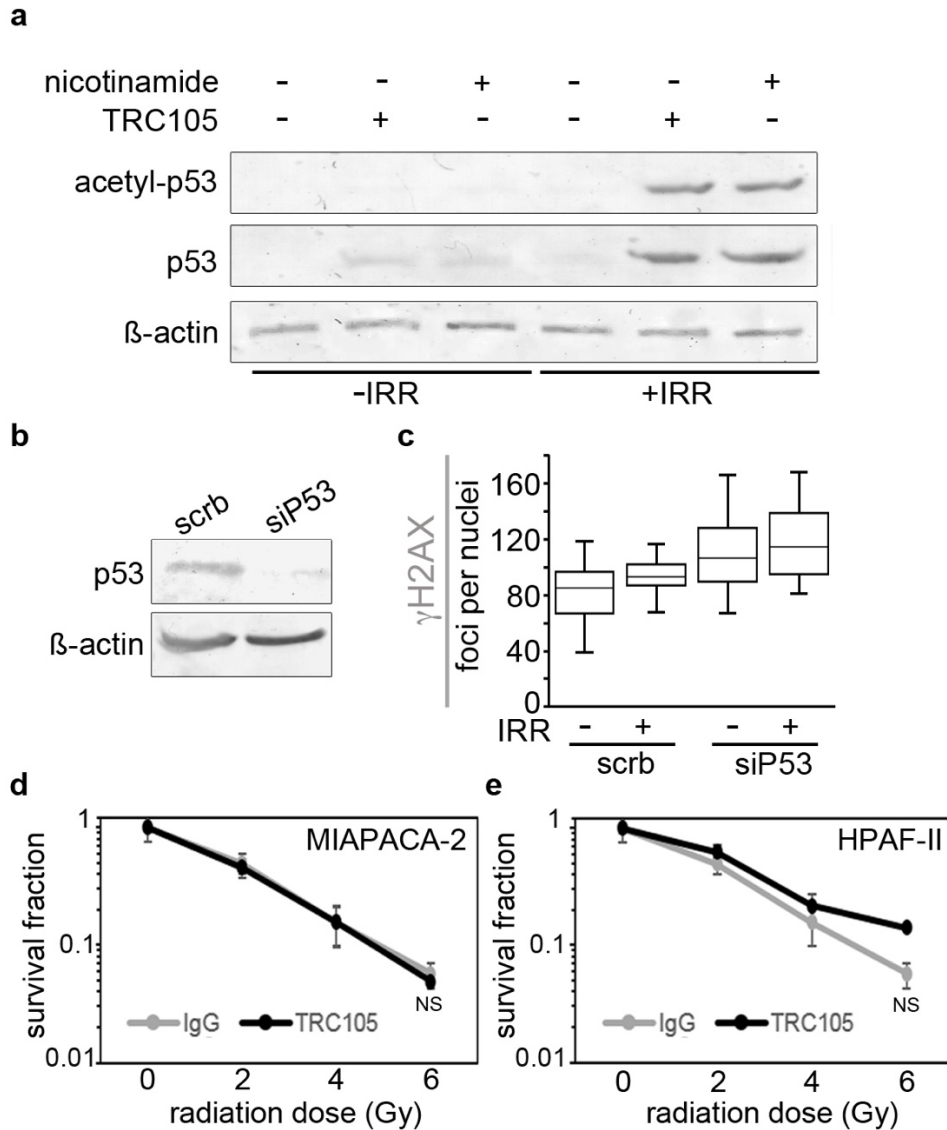 a
nicotinamide - - + - - +
TRC105 - + - - + -
acetyl-p53
p53
ß-actin
-IRR +IRR
b
scrb siP53
p53
ß-actin
c
γH2AX
foci per nuclei
160
120
80
40
0
IRR - + - +
scrb siP53
d
MIAPACA-2
survival fraction
1
0.1
0.01
NS
IgG TRC105
0 2 4 6
radiation dose (Gy)
e
HPAF-II
survival fraction
1
0.1
0.01
NS
IgG TRC105
0 2 4 6
radiation dose (Gy)